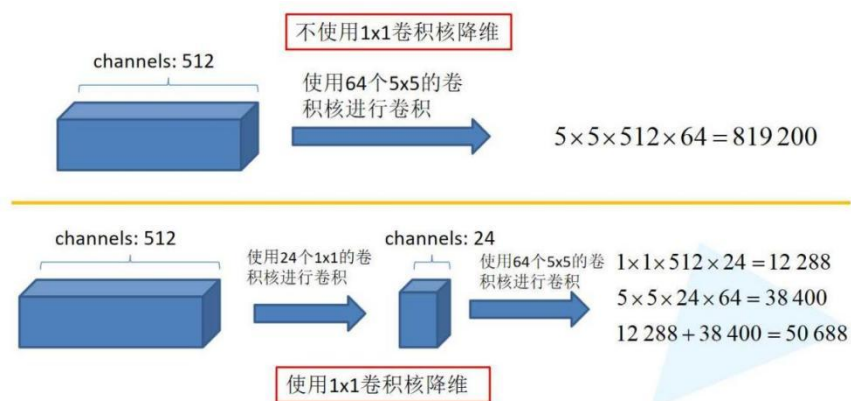 不使用1x1卷积核降维
channels: 512
使用64个5x5的卷
积核进行卷积
5×5×512×64=819 200
channels: 512
使用24个1x1的卷
积核进行卷积
channels: 24
使用64个5x5的卷
积核进行卷积
1×1×512×24=12 288
5×5×24×64=38 400
12 288+38 400=50 688
使用1x1卷积核降维